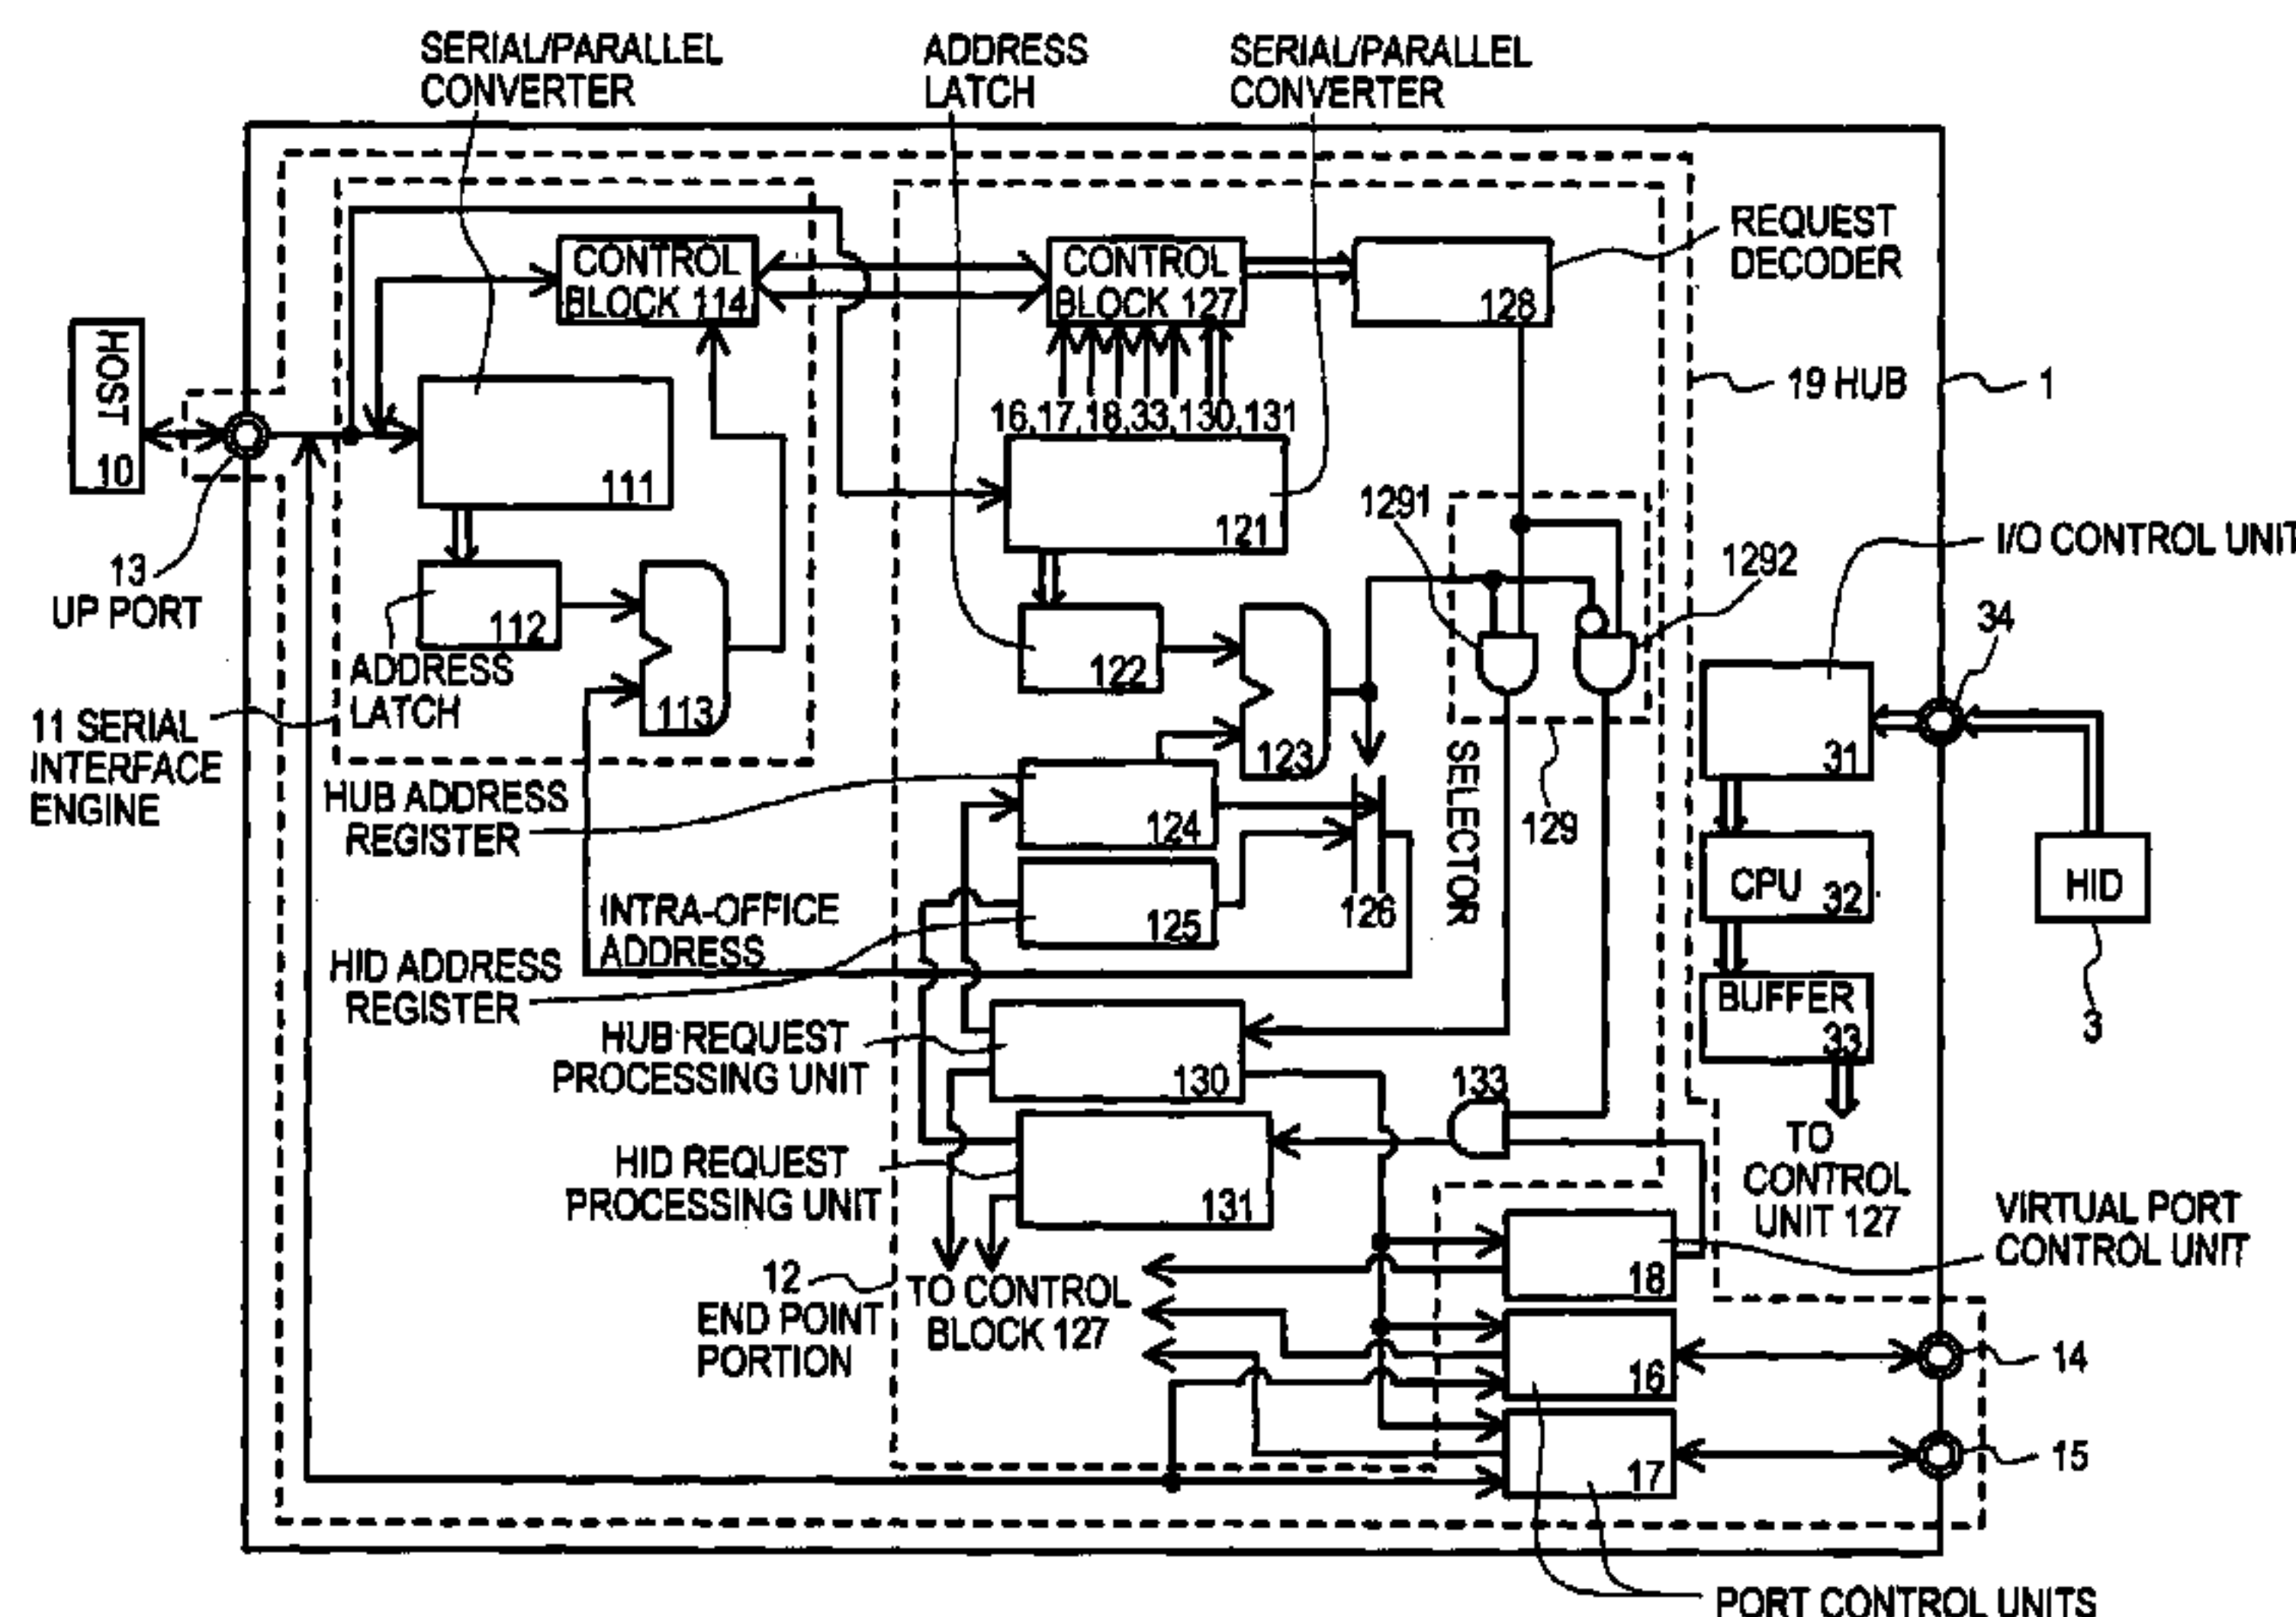 SERIAL/PARALLEL
CONVERTER
ADDRESS
LATCH
SERIAL/PARALLEL
CONVERTER
REQUEST
DECODER
CONTROL
BLOCK 114
CONTROL
BLOCK 127
128
HOST
10
19 HUB
1
16,17,18,33,130,131
111
121
1291
1292
I/O CONTROL UNIT
13
UP PORT
112
ADDRESS
LATCH
113
122
123
34
31
11 SERIAL
INTERFACE
ENGINE
SELECTOR
129
HUB ADDRESS
REGISTER
124
125
126
CPU
32
HID
3
INTRA-OFFICE
ADDRESS
HID ADDRESS
REGISTER
BUFFER
33
HUB REQUEST
PROCESSING UNIT
130
133
TO
CONTROL
UNIT 127
HID REQUEST
PROCESSING UNIT
131
VIRTUAL PORT
CONTROL UNIT
18
12
END POINT
PORTION
TO CONTROL
BLOCK 127
16
14
17
15
PORT CONTROL UNITS